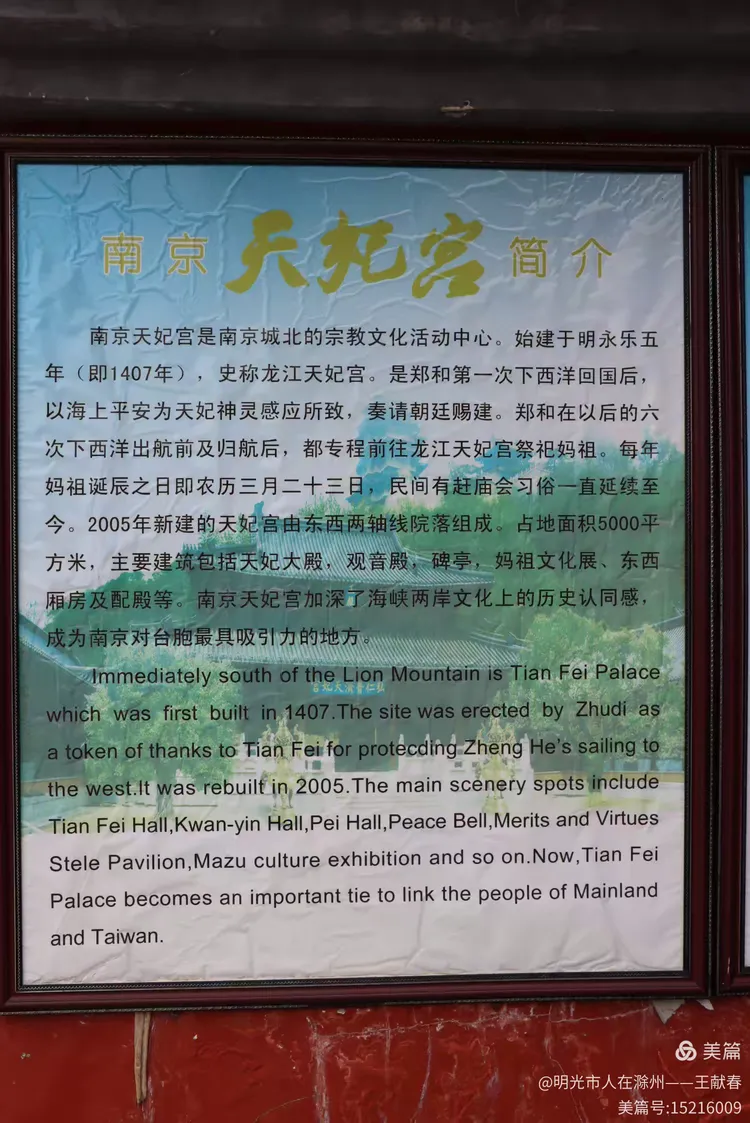 南京天妃宫简介
南京天妃宫是南京城北的宗教文化活动中心。始建于明永乐五
年（即1407年），史称龙江天妃宫。是郑和第一次下西洋回国后，
以海上平安为天妃神灵感应所致，奏请朝廷赐建。郑和在以后的六
次下西洋出航前及归航后，都专程前往龙江天妃宫祭祀妈祖。每年
妈祖诞辰之日即农历三月二十三日，民间有赶庙会习俗一直延续至
今。2005年新建的天妃宫由东西两轴线院落组成。占地面积5000平
方米，主要建筑包括天妃大殿，观音殿，碑亭，妈祖文化展、东西
厢房及配殿等。南京天妃宫加深了海峡两岸文化上的历史认同感，
成为南京对台胞最具吸引力的地方。
Immediately south of the Lion Mountain is Tian Fei Palace
which was first built in 1407.The site was erected by Zhudi as
a token of thanks to Tian Fei for protecding Zheng He's sailing to
the west.It was rebuilt in 2005.The main scenery spots include
Tian Fei Hall,Kwan-yin Hall,Pei Hall,Peace Bell,Merits and Virtues
Stele Pavilion,Mazu culture exhibition and so on.Now,Tian Fei
Palace becomes an important tie to link the people of Mainland
and Taiwan.
美篇
@明光市人在滁州——王献春
美篇号:15216009